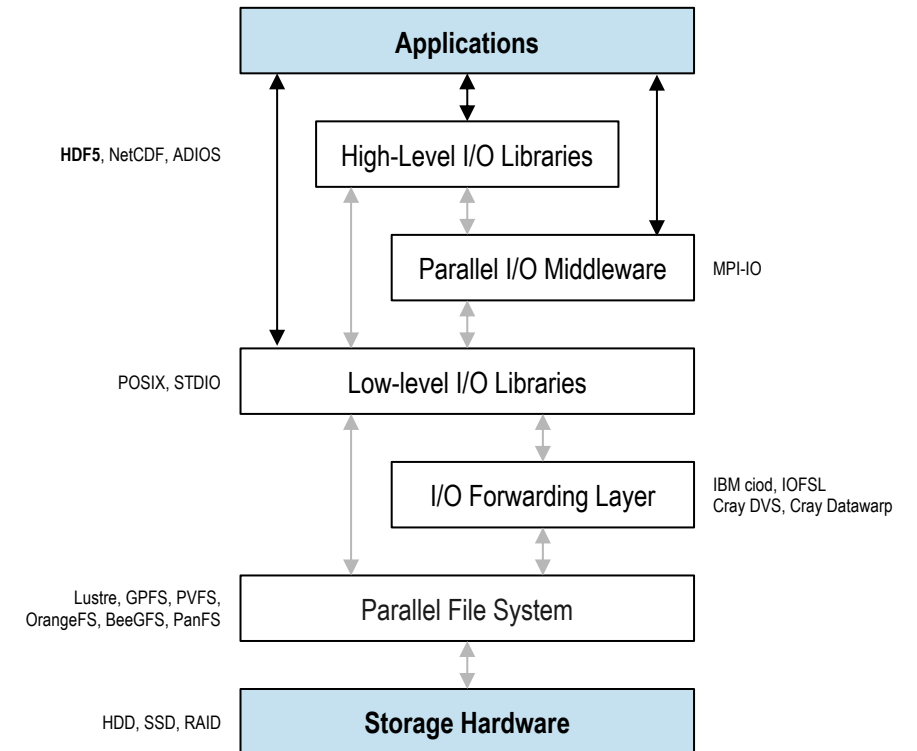 Applications
HDF5, NetCDF, ADIOS
High-Level I/O Libraries
Parallel I/O Middleware
MPI-IO
POSIX, STDIO
Low-level I/O Libraries
I/O Forwarding Layer
IBM ciod, IOFSL
Cray DVS, Cray Datawarp
Lustre, GPFS, PVFS,
OrangeFS, BeeGFS, PanFS
Parallel File System
HDD, SSD, RAID
Storage Hardware